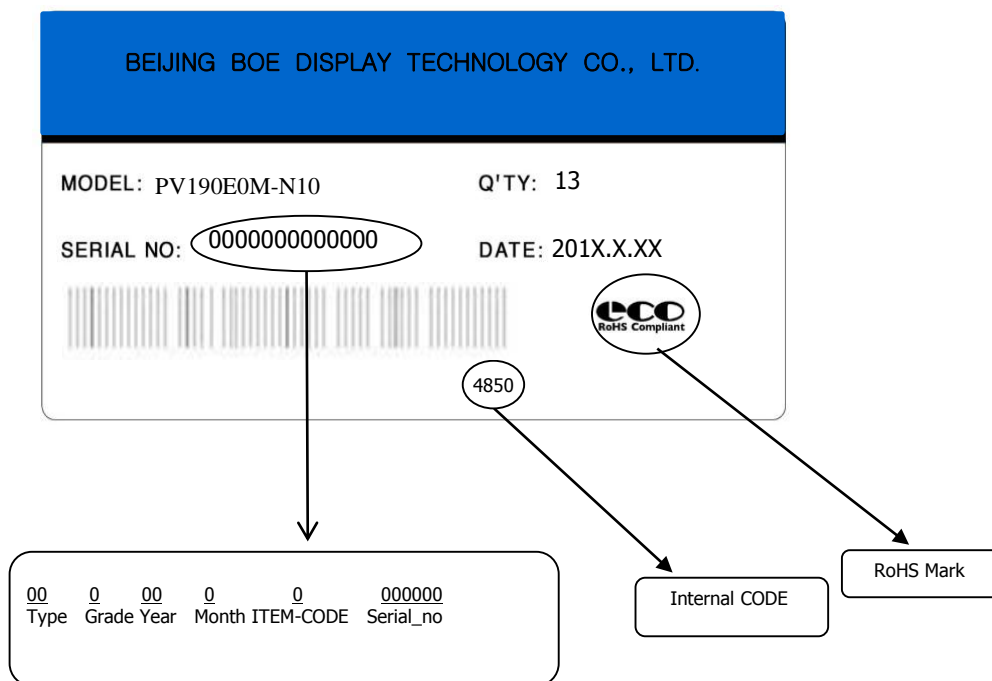 BEIJING BOE DISPLAY TECHNOLOGY CO., LTD.
MODEL: PV190E0M-N10 Q'TY: 13
SERIAL NO: 0000000000000 DATE: 201X.X.XX
eco
RoHS Compliant
4850
RoHS Mark
Internal CODE
00 0 00 0 0 000000
Type Grade Year Month ITEM-CODE Serial_no